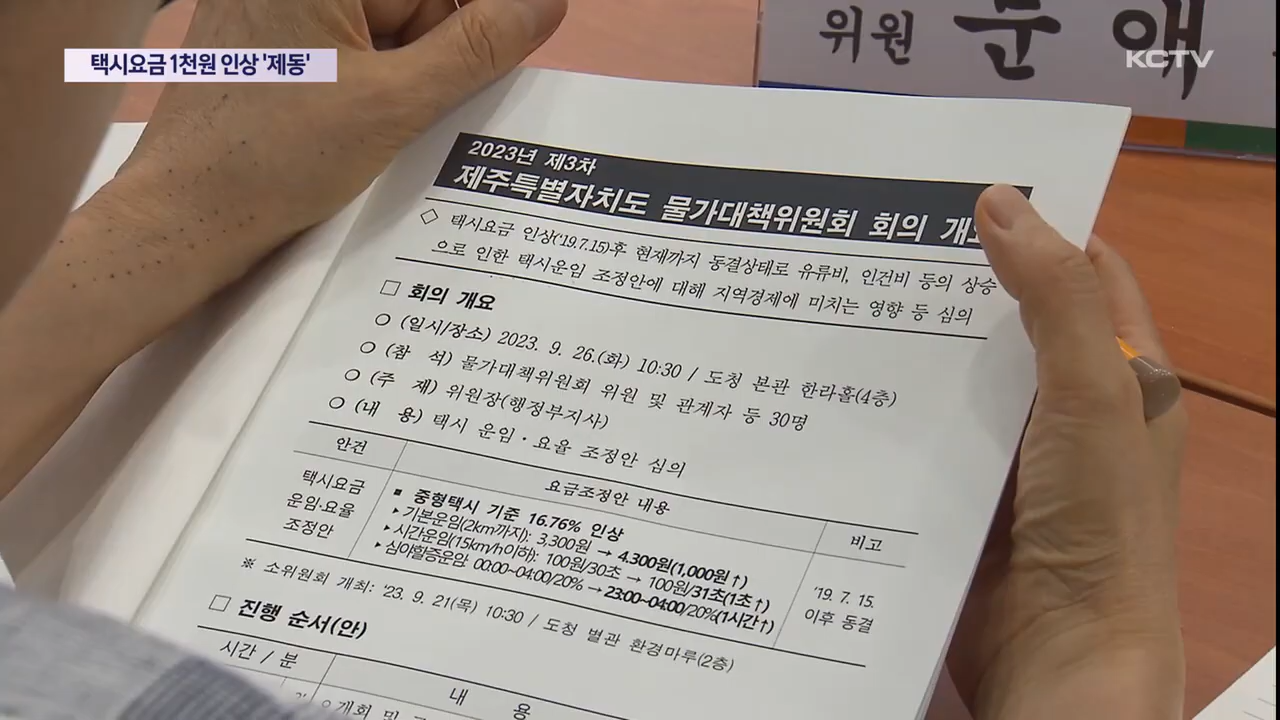 택시요금 1천원 인상 '제동'
KCTV
위원 문 애
2023년 제3차
제주특별자치도 물가대책위원회 회의
◇ 택시요금 인상('19.7.15)후 현재까지 동결상태로 유류비, 인건비 등의 상승
으로 인한 택시운임 조정안에 대해 지역경제에 미치는 영향 등 심의
□ 회의 개요
○ (일시/장소) 2023. 9. 26.(화) 10:30 / 도청 본관 한라홀(4층)
○ (참 석) 물가대책위원회 위원 및 관계자 등 30명
○ (주 재) 위원장(행정부지사)
○ (내 용) 택시 운임·요율 조정안 심의
안건 요금조정안 내용 비고
택시요금 운임·요율 조정안
■ 중형택시 기준 16.76% 인상
▸기본운임(2km까지): 3,300원 → 4,300원(1,000원↑)
▸시간운임(15km/h이하): 100원/30초 → 100원/31초(1초↑)
▸심야할증운임: 00:00~04:00/20% → 23:00~04:00/20%(1시간↑)
'19. 7. 15.
이후 동결
※ 소위원회 개최: '23. 9. 21(목) 10:30 / 도청 별관 환경마루(2층)
□ 진행 순서(안)
시간 / 분 내 용
개회 및